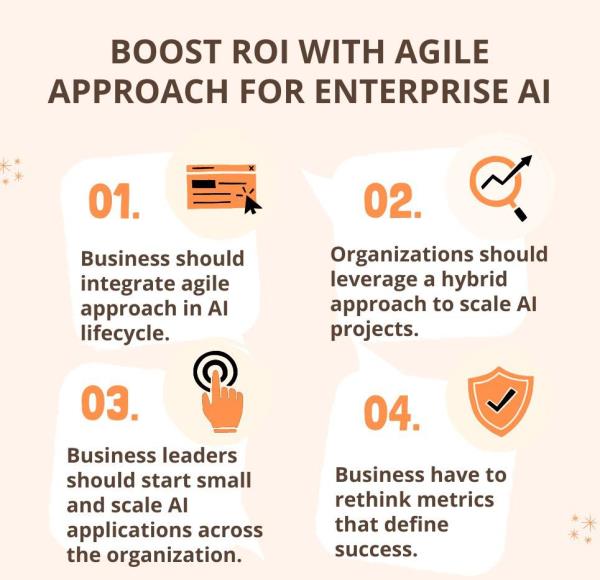 BOOST ROI WITH AGILE
APPROACH FOR ENTERPRISE AI
01.
Business should
integrate agile
approach in AI
lifecycle.
02.
Organizations should
leverage a hybrid
approach to scale AI
projects.
03.
Business leaders
should start small
and scale AI
applications across
the organization.
04.
Business have to
rethink metrics
that define
success.